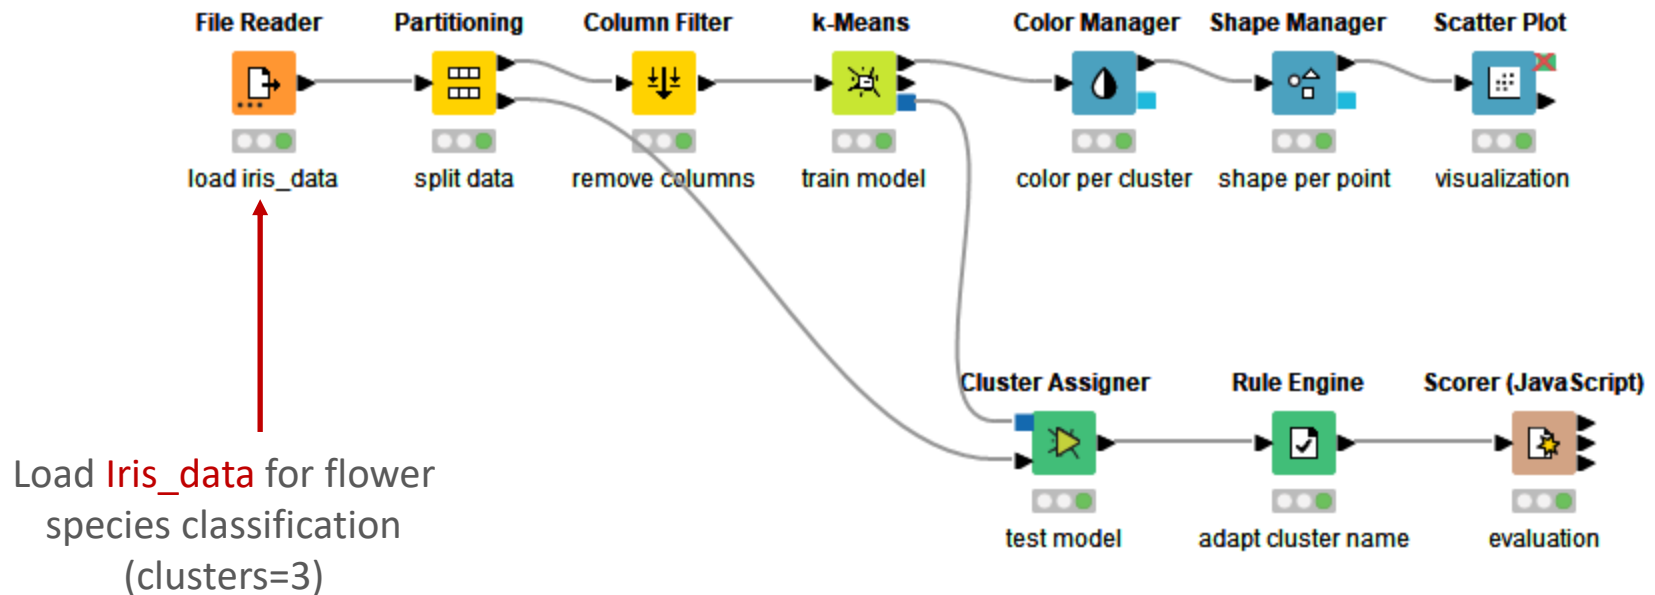 File Reader
Partitioning
Column Filter
k-Means
Color Manager
Shape Manager
Scatter Plot
load iris_data
split data
remove columns
train model
color per cluster
shape per point
visualization
Cluster Assigner
Rule Engine
Scorer (JavaScript)
test model
adapt cluster name
evaluation
Load Iris_data for flower
species classification
(clusters=3)